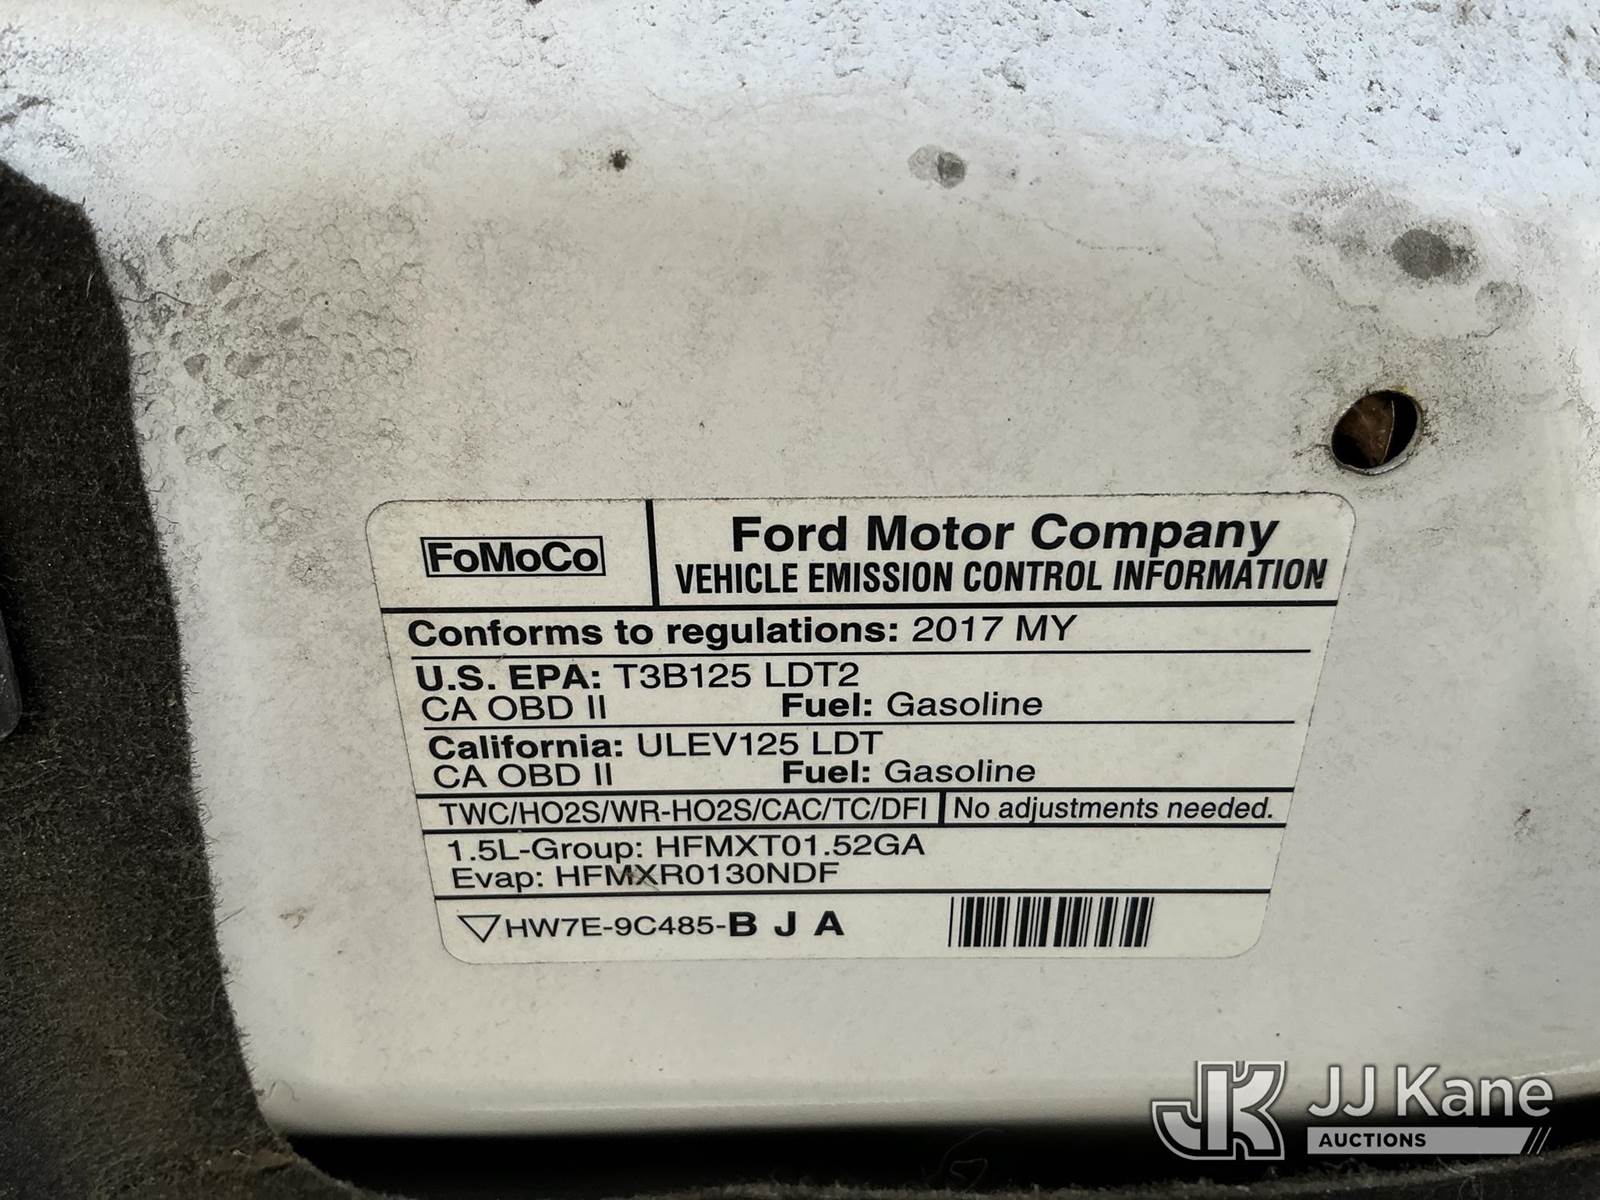 FoMoCo
Ford Motor Company
VEHICLE EMISSION CONTROL INFORMATION
Conforms to regulations: 2017 MY
U.S. EPA: T3B125 LDT2
CA OBD II Fuel: Gasoline
California: ULEV125 LDT
CA OBD II Fuel: Gasoline
TWC/HO2S/WR-HO2S/CAC/TC/DFI No adjustments needed.
1.5L-Group: HFMXT01.52GA
Evap: HFMXR0130NDF
HW7E-9C485-B J A
JK JJ Kane
AUCTIONS